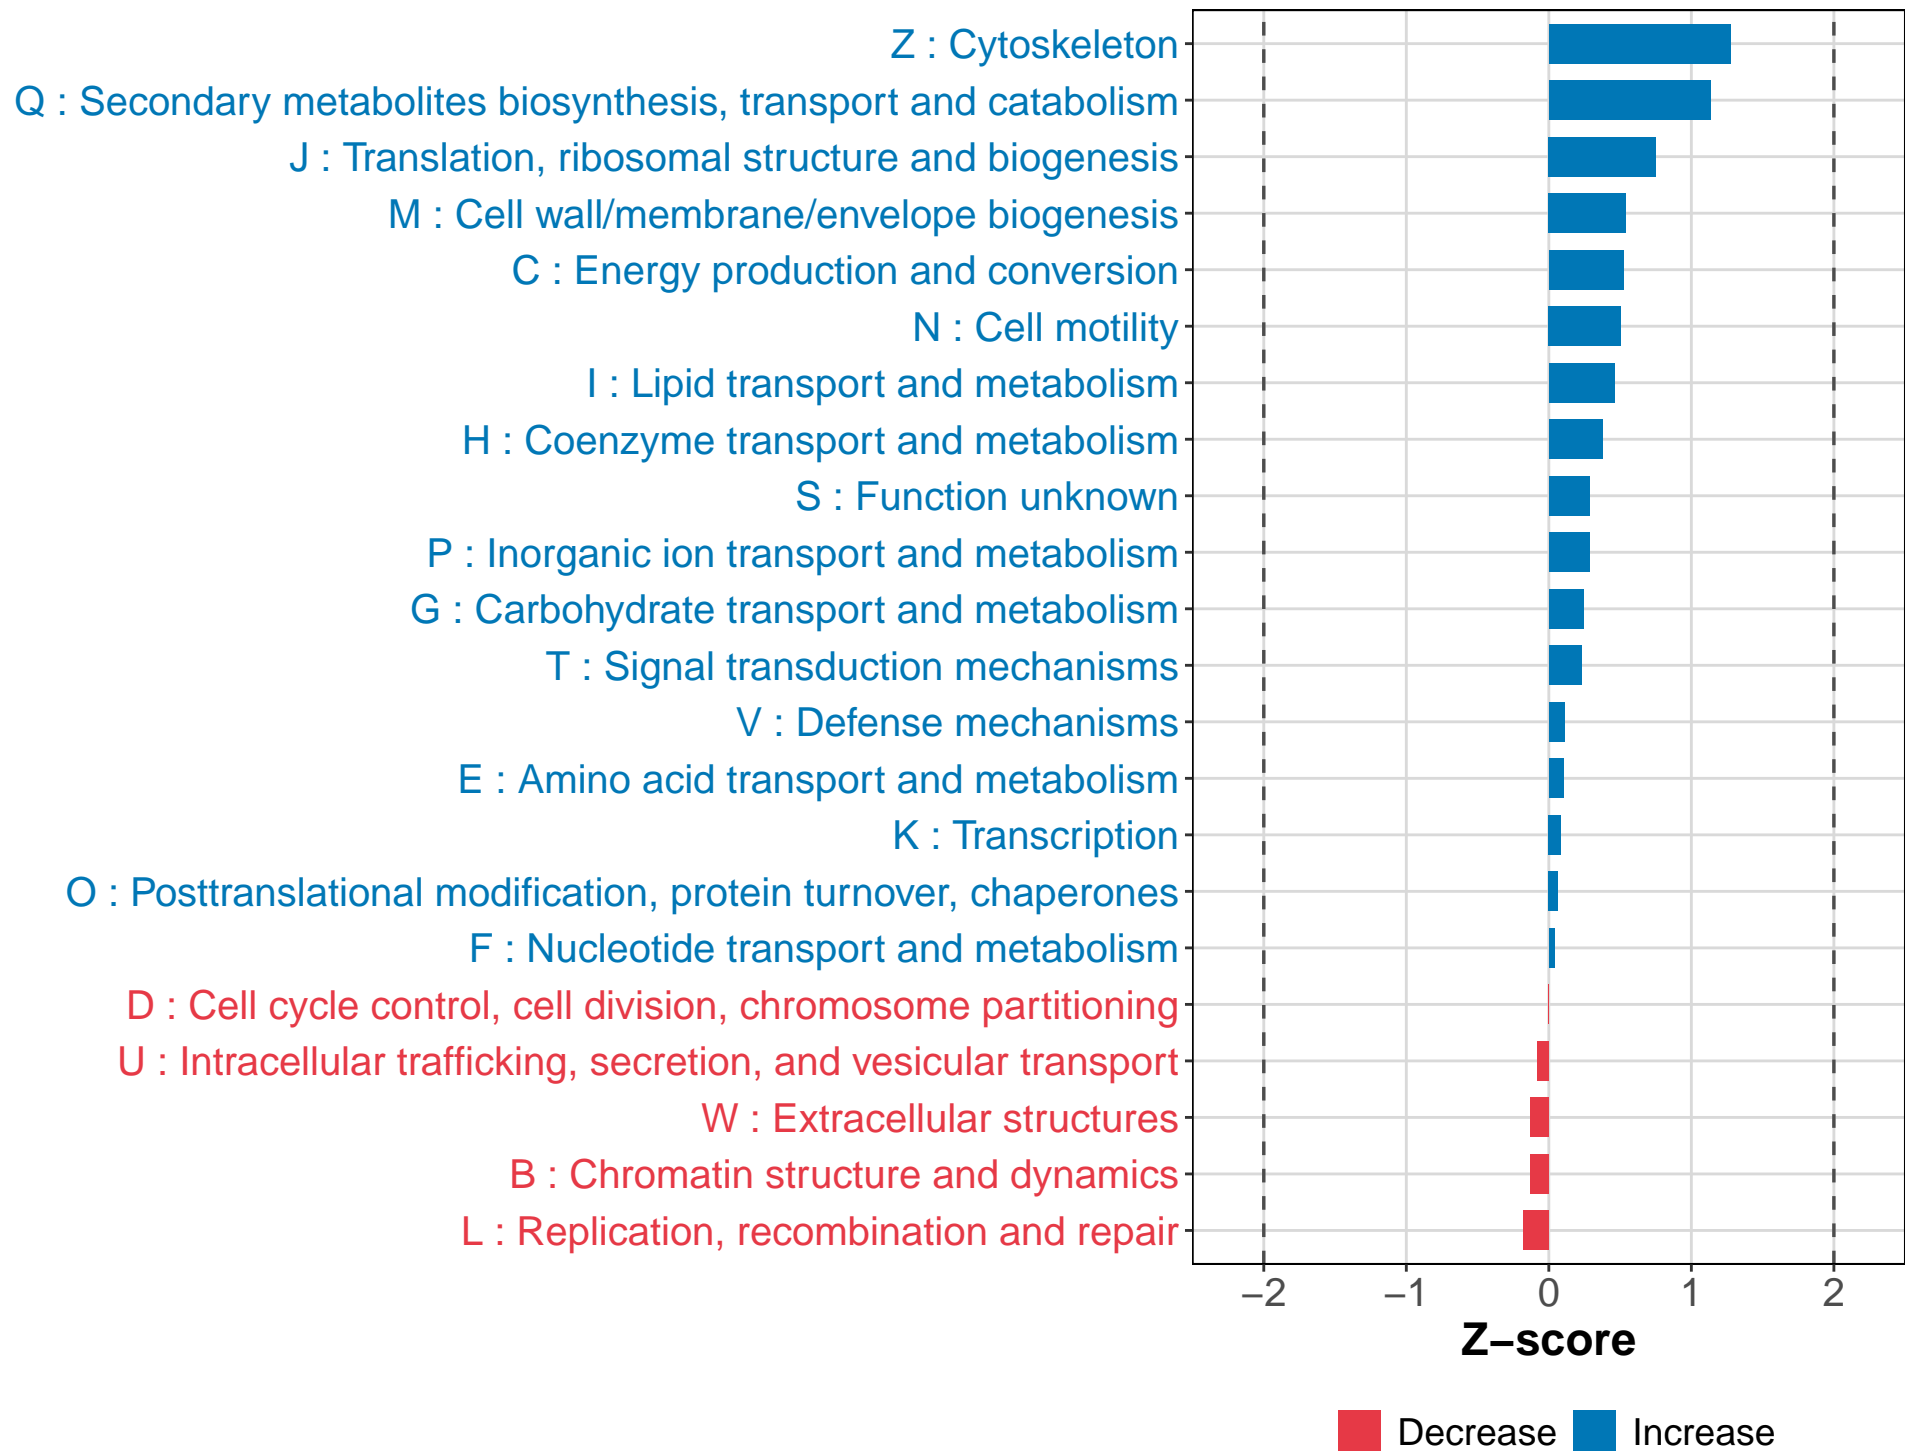 Z : Cytoskeleton
Q : Secondary metabolites biosynthesis, transport and catabolism
J : Translation, ribosomal structure and biogenesis
M : Cell wall/membrane/envelope biogenesis
C : Energy production and conversion
N : Cell motility
I : Lipid transport and metabolism
H : Coenzyme transport and metabolism
S : Function unknown
P : Inorganic ion transport and metabolism
G : Carbohydrate transport and metabolism
T : Signal transduction mechanisms
V : Defense mechanisms
E : Amino acid transport and metabolism
K : Transcription
O : Posttranslational modification, protein turnover, chaperones
F : Nucleotide transport and metabolism
D : Cell cycle control, cell division, chromosome partitioning
U : Intracellular trafficking, secretion, and vesicular transport
W : Extracellular structures
B : Chromatin structure and dynamics
L : Replication, recombination and repair
−2 −1 0 1 2
Z−score
Decrease Increase